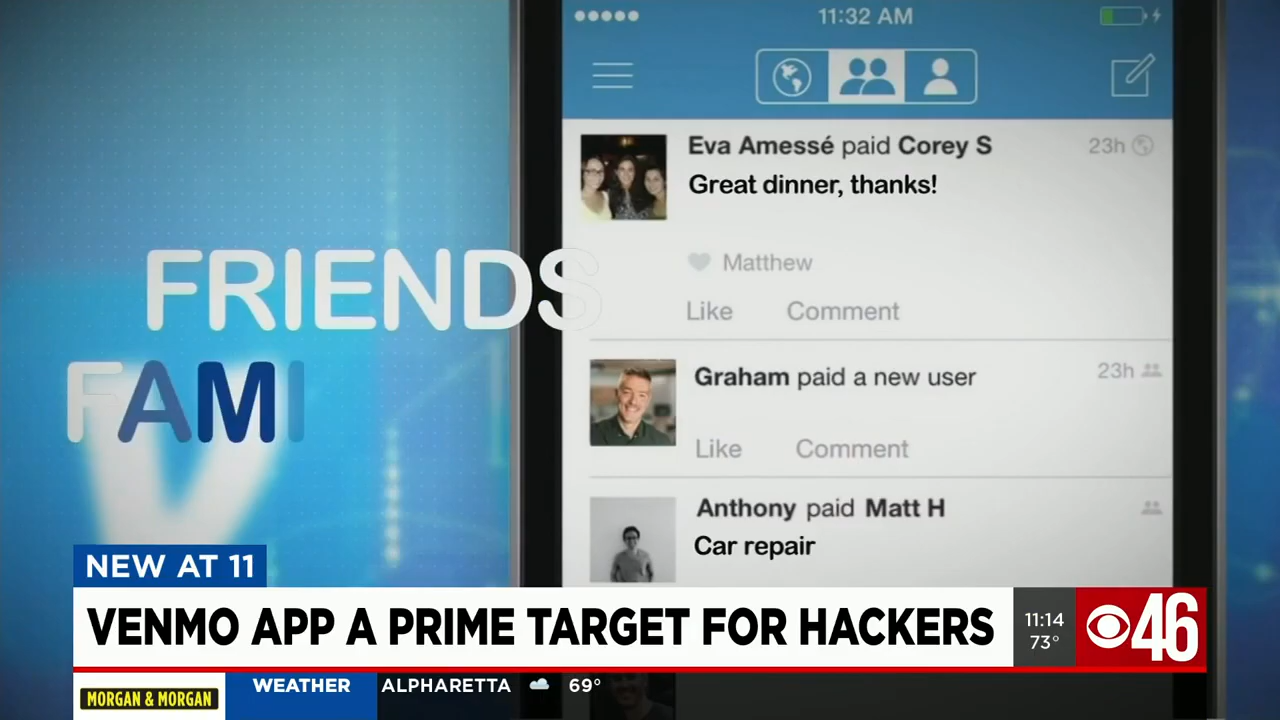 11:32 AM
Eva Amessé paid Corey S
23h
Great dinner, thanks!
Matthew
Like Comment
Graham paid a new user
23h
Like Comment
Anthony paid Matt H
Car repair
FRIENDS
FAMI
NEW AT 11
VENMO APP A PRIME TARGET FOR HACKERS
11:14
73°
46
MORGAN & MORGAN
WEATHER
ALPHARETTA
69°